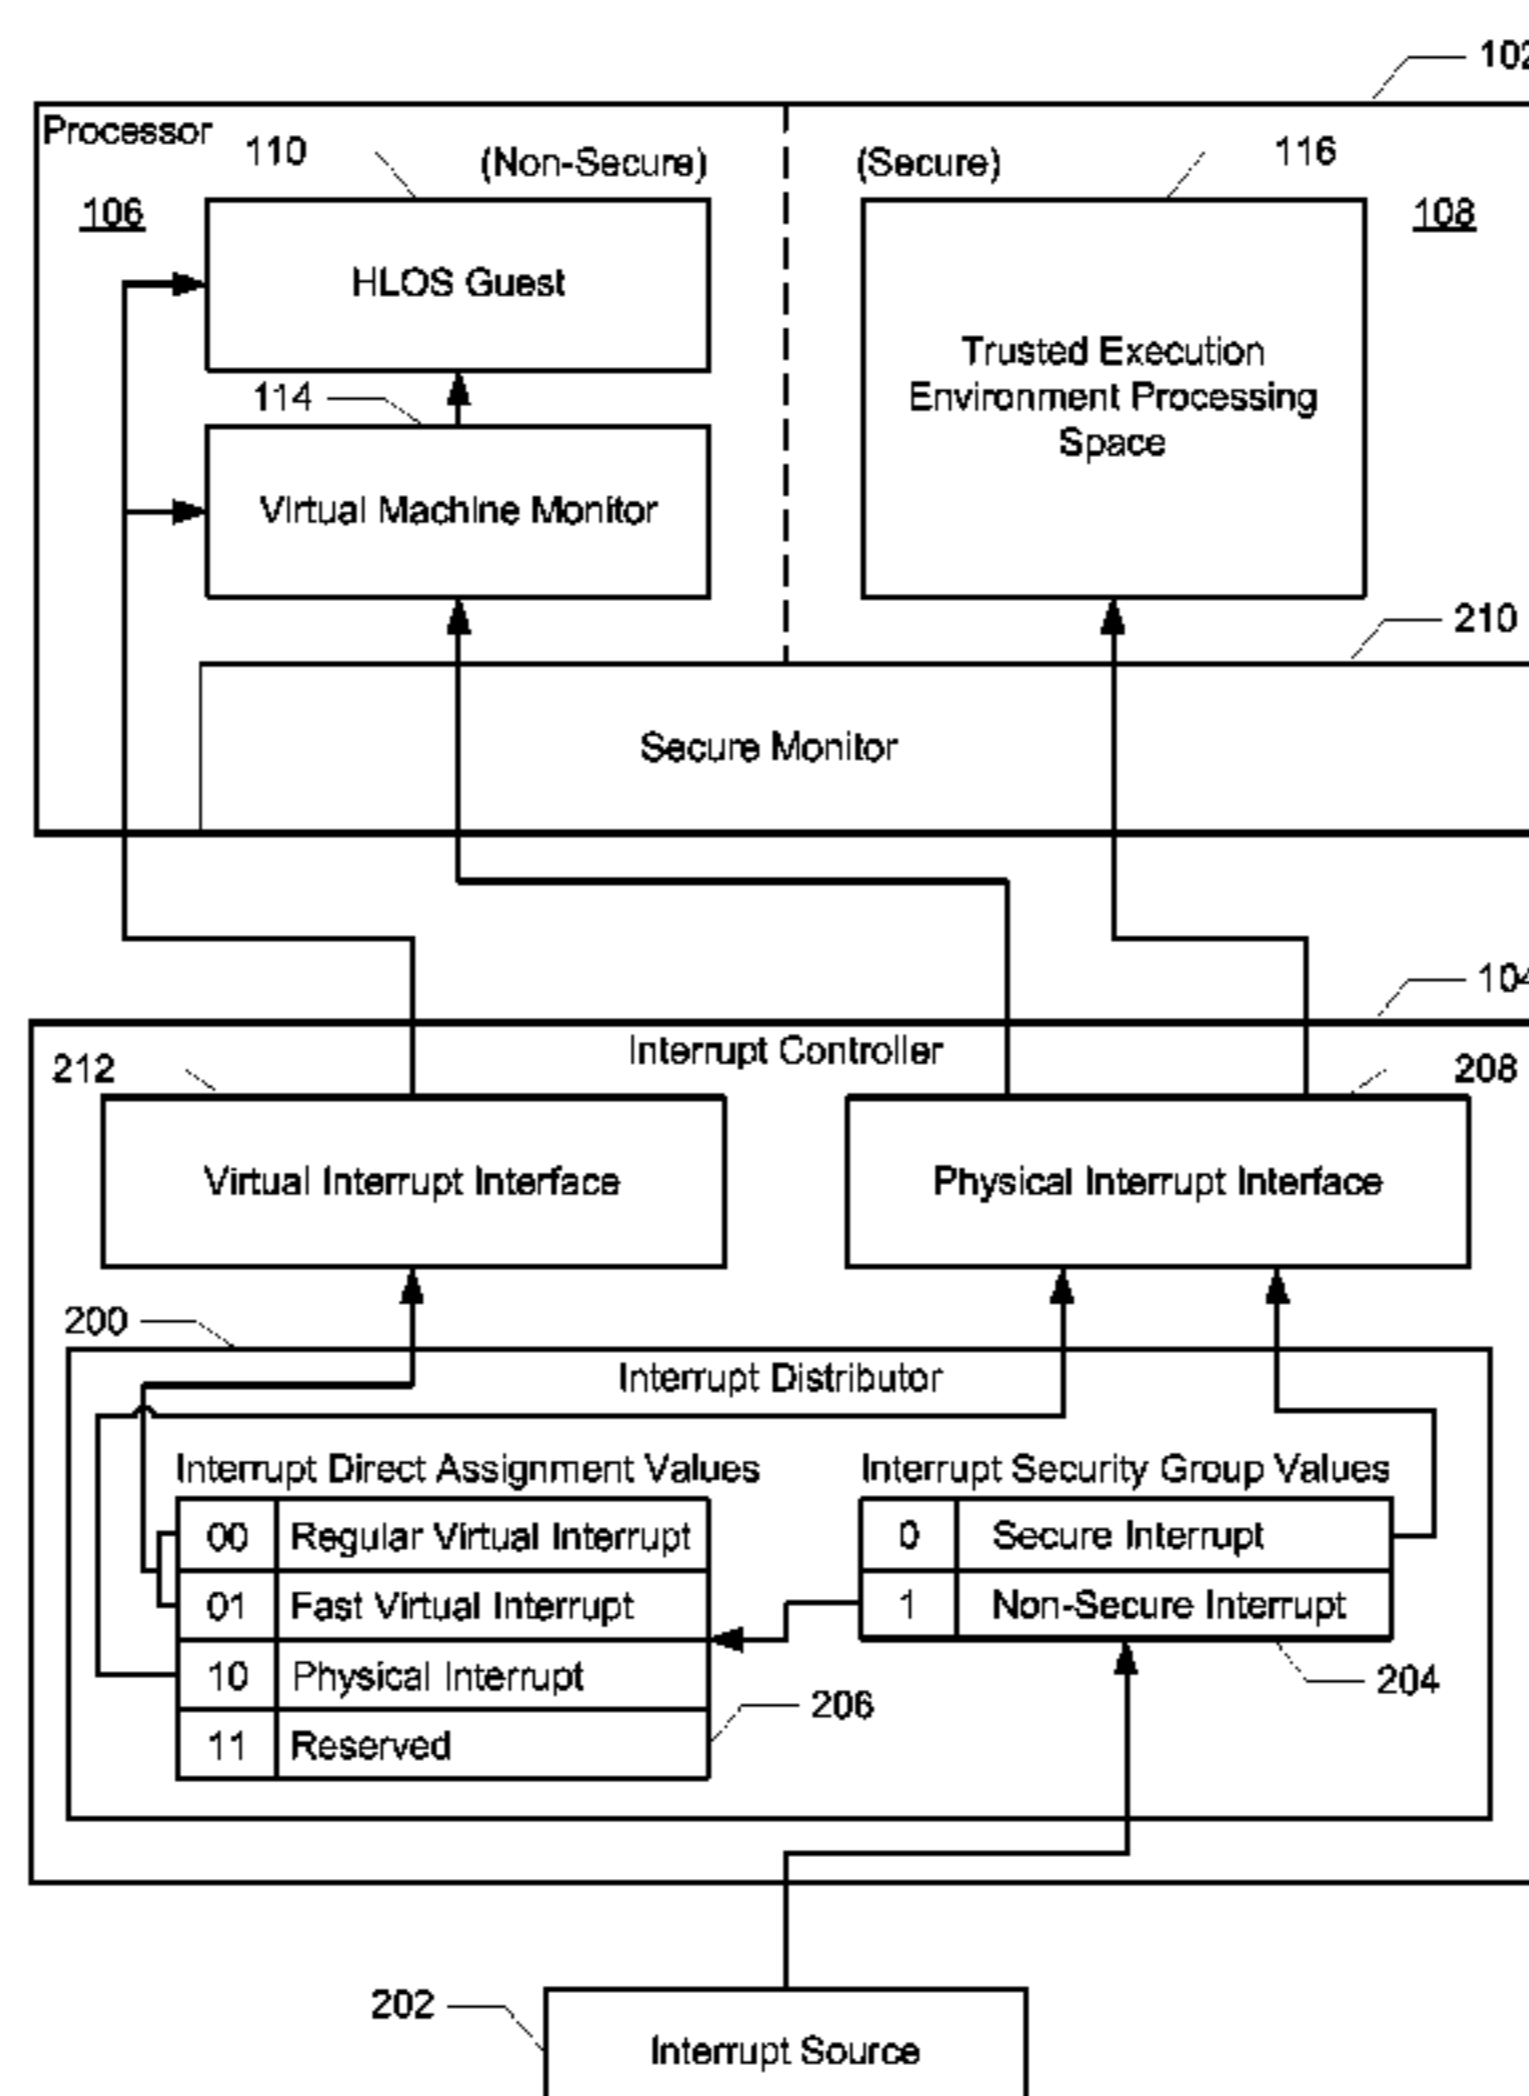 102
Processor
110
(Non-Secure)
(Secure)
116
106
108
HLOS Guest
Trusted Execution
Environment Processing
Space
114
Virtual Machine Monitor
210
Secure Monitor
104
Interrupt Controller
212
208
Virtual Interrupt Interface
Physical Interrupt Interface
200
Interrupt Distributor
Interrupt Direct Assignment Values
Interrupt Security Group Values
00 Regular Virtual Interrupt
0 Secure Interrupt
01 Fast Virtual Interrupt
1 Non-Secure Interrupt
10 Physical Interrupt
204
206
11 Reserved
202
Interrupt Source